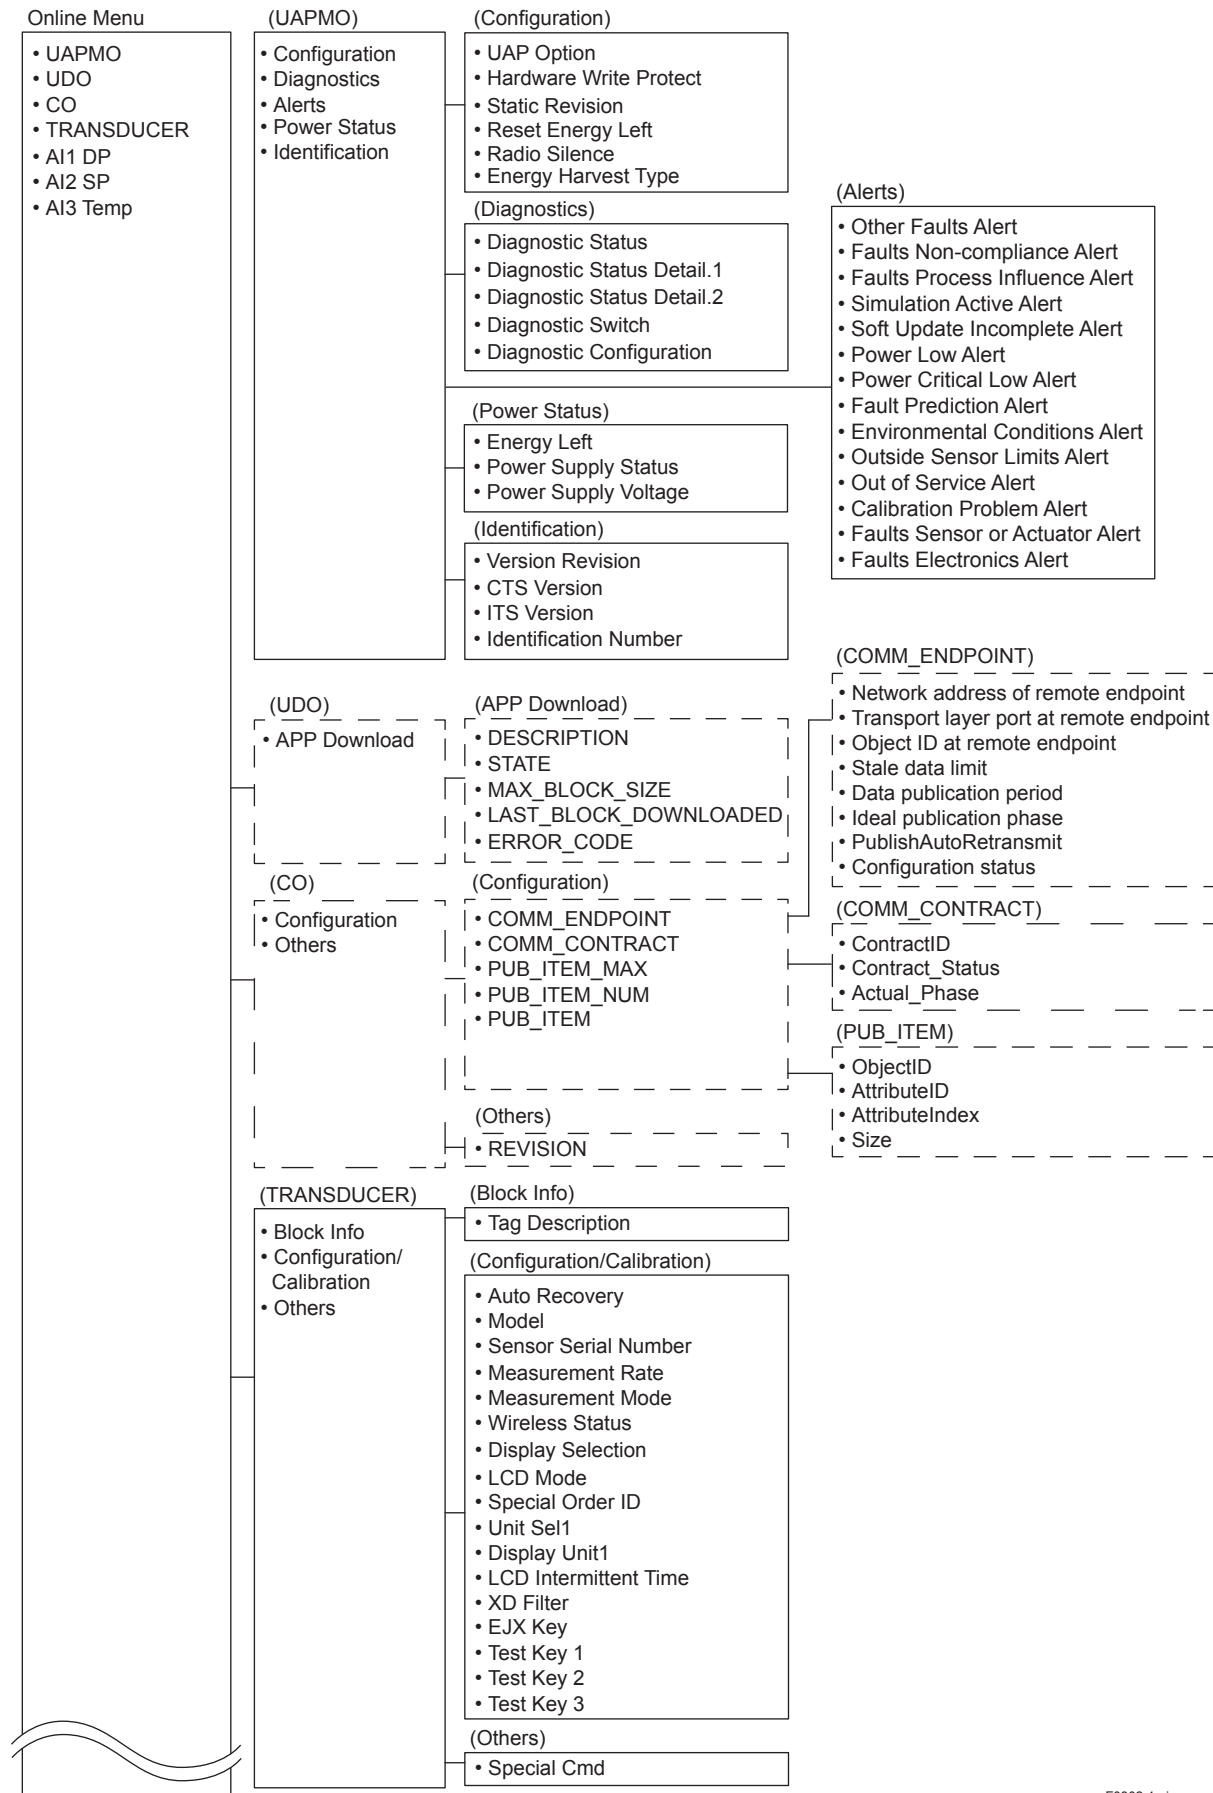 Online Menu
• UAPMO
• UDO
• CO
• TRANSDUCER
• AI1 DP
• AI2 SP
• AI3 Temp
(UAPMO)
• Configuration
• Diagnostics
• Alerts
• Power Status
• Identification
(Configuration)
• UAP Option
• Hardware Write Protect
• Static Revision
• Reset Energy Left
• Radio Silence
• Energy Harvest Type
(Diagnostics)
• Diagnostic Status
• Diagnostic Status Detail.1
• Diagnostic Status Detail.2
• Diagnostic Switch
• Diagnostic Configuration
(Alerts)
• Other Faults Alert
• Faults Non-compliance Alert
• Faults Process Influence Alert
• Simulation Active Alert
• Soft Update Incomplete Alert
• Power Low Alert
• Power Critical Low Alert
• Fault Prediction Alert
• Environmental Conditions Alert
• Outside Sensor Limits Alert
• Out of Service Alert
• Calibration Problem Alert
• Faults Sensor or Actuator Alert
• Faults Electronics Alert
(Power Status)
• Energy Left
• Power Supply Status
• Power Supply Voltage
(Identification)
• Version Revision
• CTS Version
• ITS Version
• Identification Number
(UDO)
• APP Download
(APP Download)
• DESCRIPTION
• STATE
• MAX_BLOCK_SIZE
• LAST_BLOCK_DOWNLOADED
• ERROR_CODE
(CO)
• Configuration
• Others
(Configuration)
• COMM_ENDPOINT
• COMM_CONTRACT
• PUB_ITEM_MAX
• PUB_ITEM_NUM
• PUB_ITEM
(COMM_ENDPOINT)
• Network address of remote endpoint
• Transport layer port at remote endpoint
• Object ID at remote endpoint
• Stale data limit
• Data publication period
• Ideal publication phase
• PublishAutoRetransmit
• Configuration status
(COMM_CONTRACT)
• ContractID
• Contract_Status
• Actual_Phase
(PUB_ITEM)
• ObjectID
• AttributeID
• AttributeIndex
• Size
(Others)
• REVISION
(TRANSDUCER)
• Block Info
• Configuration/
Calibration
• Others
(Block Info)
• Tag Description
(Configuration/Calibration)
• Auto Recovery
• Model
• Sensor Serial Number
• Measurement Rate
• Measurement Mode
• Wireless Status
• Display Selection
• LCD Mode
• Special Order ID
• Unit Sel1
• Display Unit1
• LCD Intermittent Time
• XD Filter
• EJX Key
• Test Key 1
• Test Key 2
• Test Key 3
(Others)
• Special Cmd